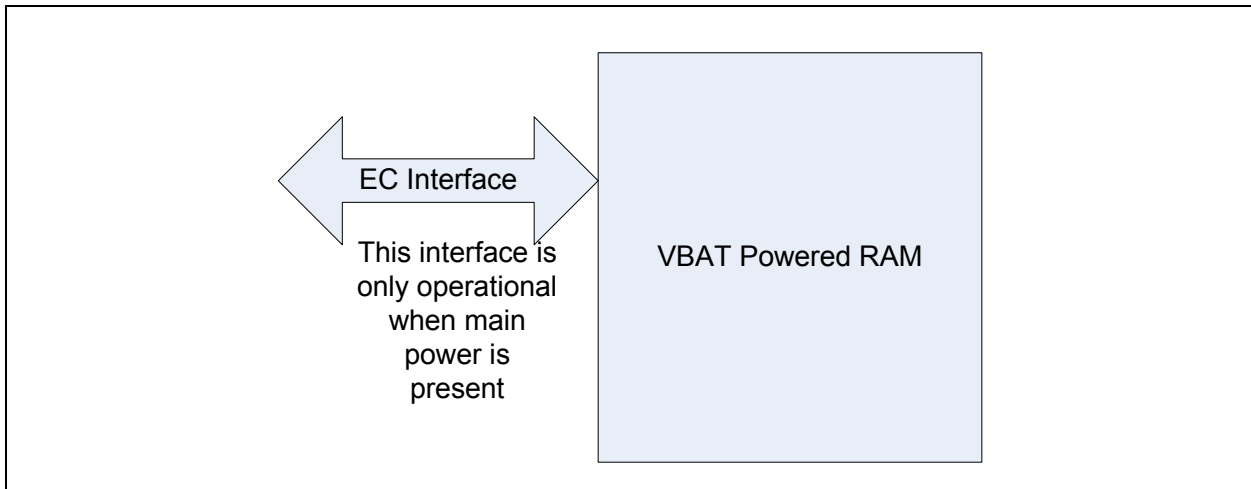 EC Interface
This interface is
only operational
when main
power is
present
VBAT Powered RAM